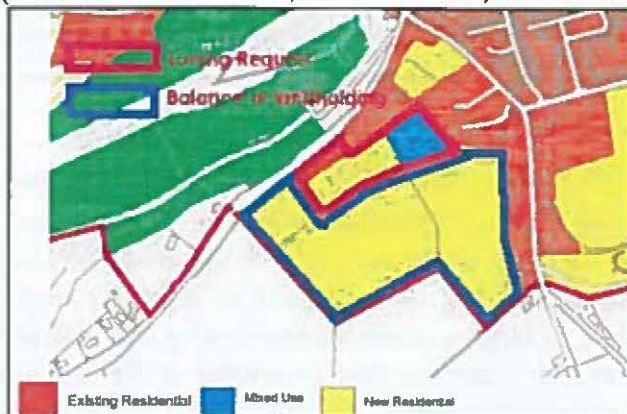 Zoning Request
Balance of landholding
Existing Residential Mixed Use New Residential